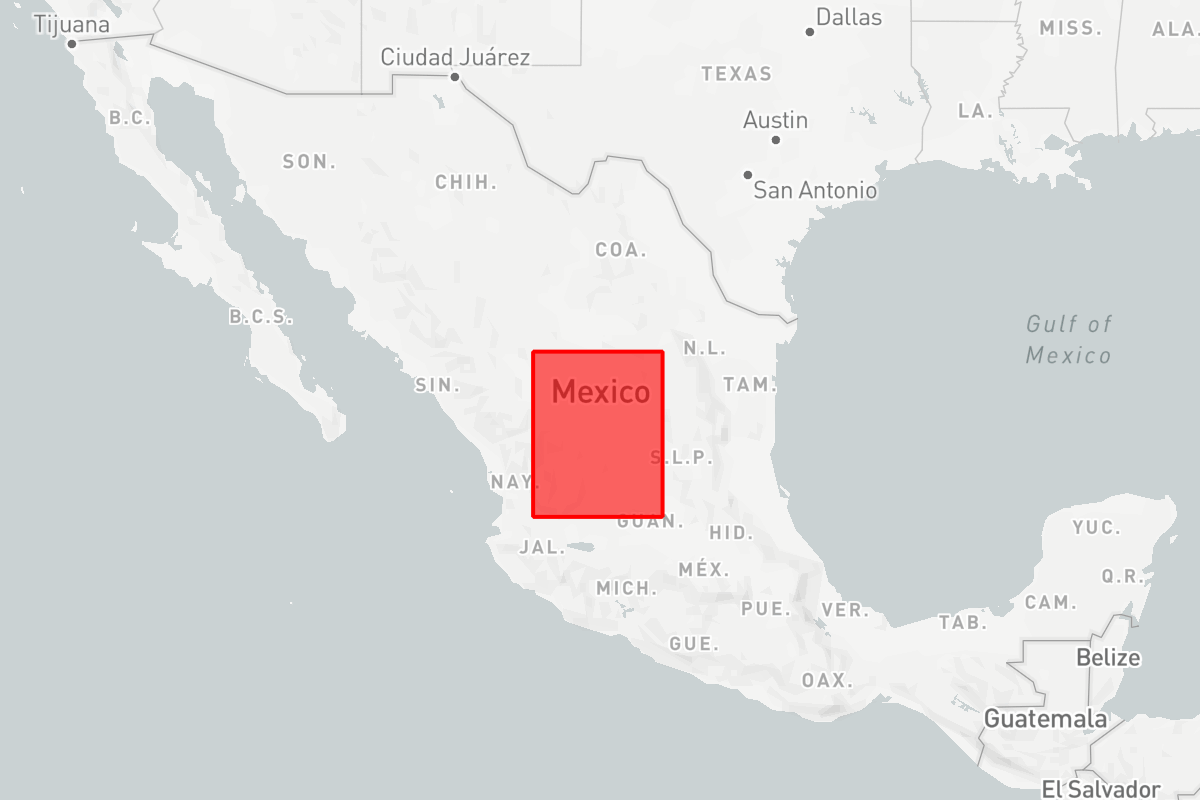 Tijuana
Dallas
MISS.
ALA.
Ciudad Juárez
TEXAS
B.C.
LA.
Austin
SON.
CHIH.
San Antonio
COA.
B.C.S.
Gulf of
Mexico
N.L.
SIN.
Mexico
TAM.
S.L.P.
NAY.
GUAN.
YUC.
HID.
JAL.
MÉX.
Q.R.
MICH.
CAM.
PUE.
VER.
TAB.
GUE.
Belize
OAX.
Guatemala
El Salvador